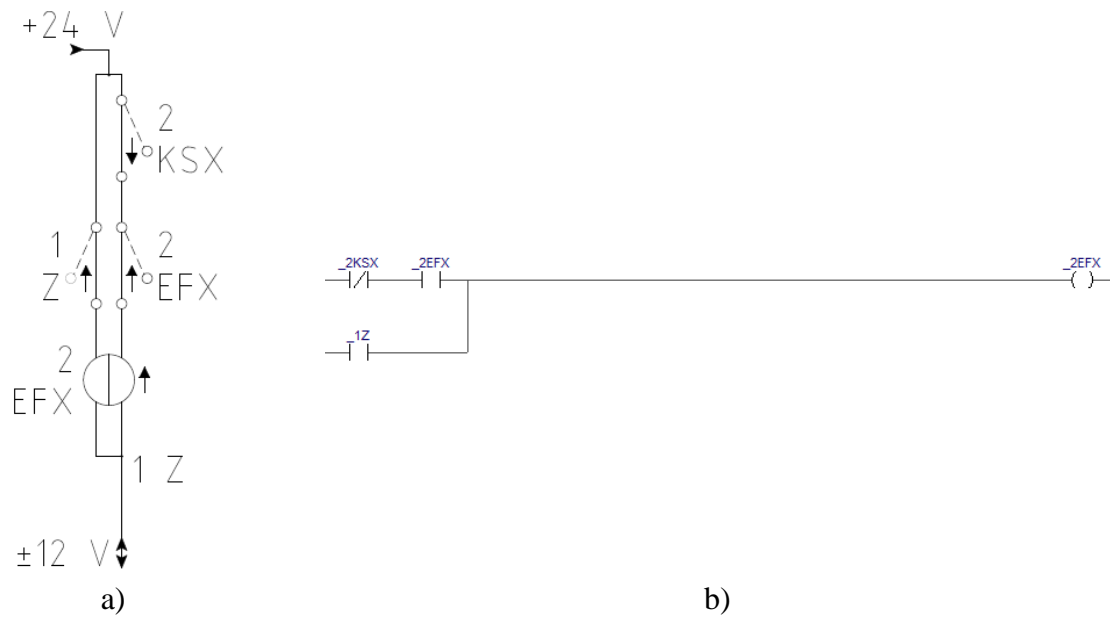 +24 V
2
KSX
1
Z
2
EFX
2
EFX
1 Z
±12 V
a)
_2KSX
_2EFX
_2EFX
_1Z
b)